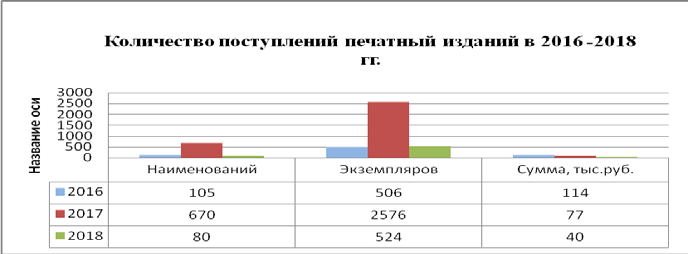 Количество поступлений печатный изданий в 2016 -2018
гг.
Название оси
3000
2500
2000
1500
1000
500
0
Наименований Экземпляров Сумма, тыс.руб.
2016 105 506 114
2017 670 2576 77
2018 80 524 40